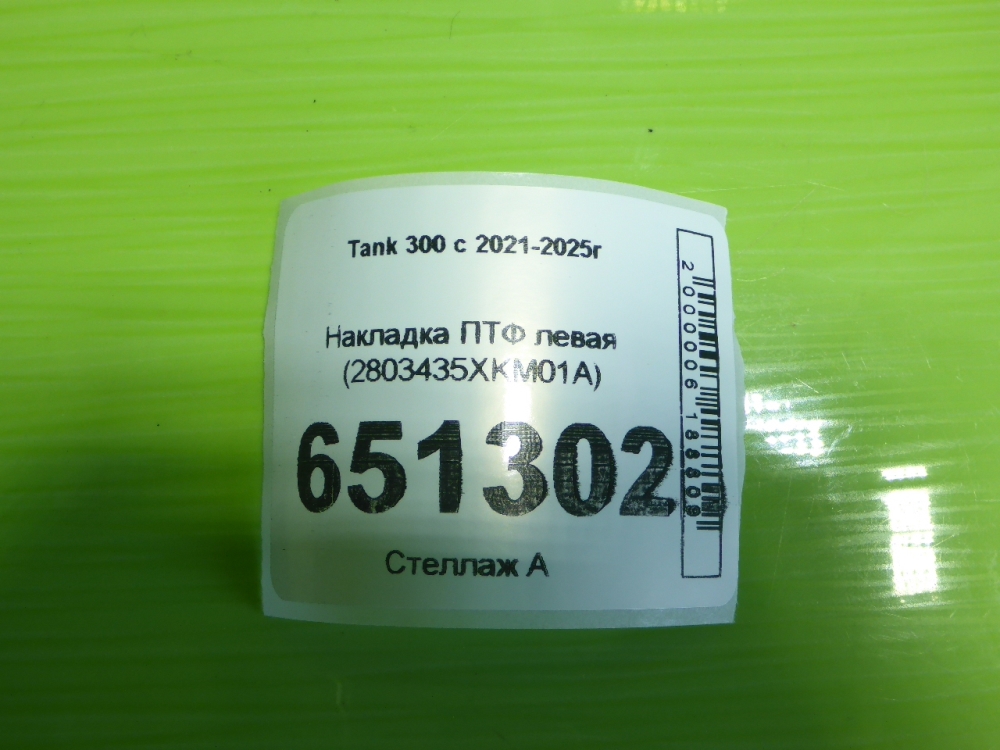 Tank 300 с 2021-2025г
Накладка ПТФ левая
(2803435XKM01A)
651302
Стеллаж А